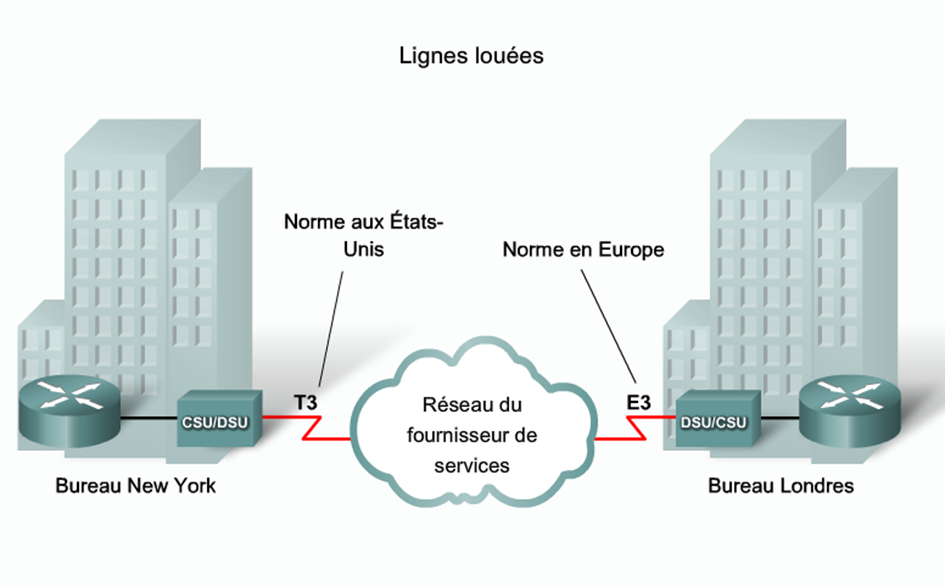 Lignes louées
Norme aux États-
Unis
Norme en Europe
T3
E3
CSU/DSU
DSU/CSU
Réseau du
fournisseur de
services
Bureau New York
Bureau Londres